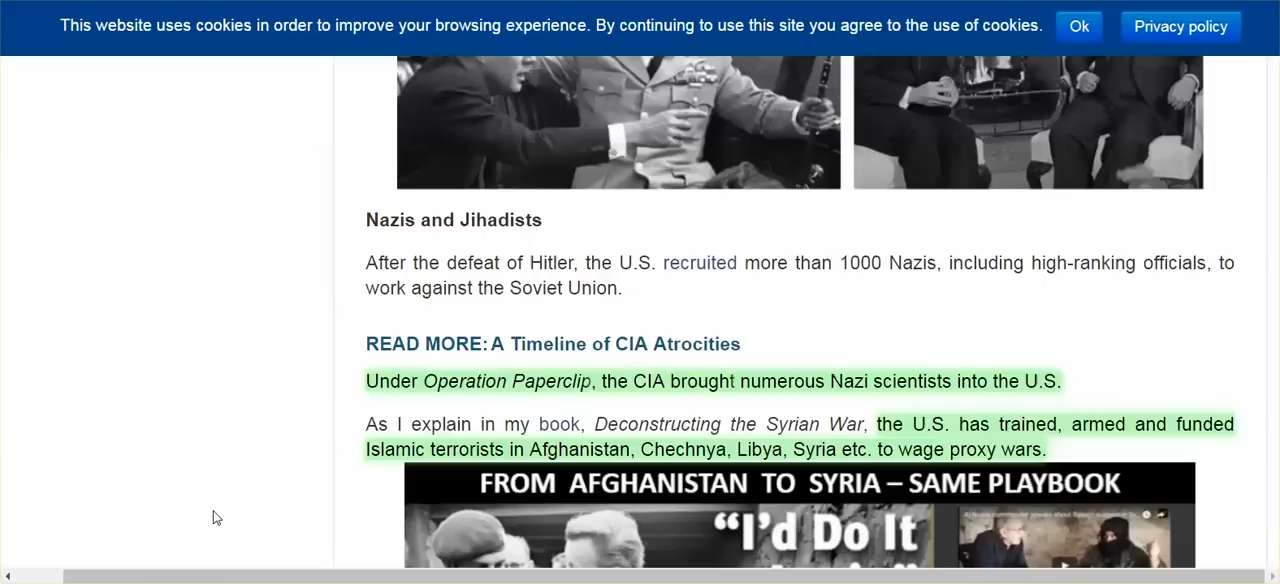 This website uses cookies in order to improve your browsing experience. By continuing to use this site you agree to the use of cookies. Ok Privacy policy
Nazis and Jihadists
After the defeat of Hitler, the U.S. recruited more than 1000 Nazis, including high-ranking officials, to
work against the Soviet Union.
READ MORE: A Timeline of CIA Atrocities
Under Operation Paperclip, the CIA brought numerous Nazi scientists into the U.S.
As I explain in my book, Deconstructing the Syrian War, the U.S. has trained, armed and funded
Islamic terrorists in Afghanistan, Chechnya, Libya, Syria etc. to wage proxy wars.
FROM AFGHANISTAN TO SYRIA – SAME PLAYBOOK
“I’d Do It